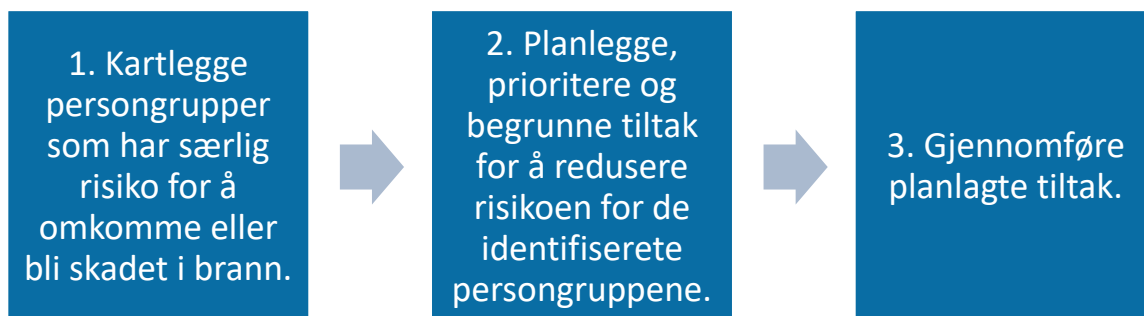 1. Kartlegge
persongrupper
som har særlig
risiko for å
omkomme eller
bli skadet i brann.
2. Planlegge,
prioritere og
begrunne tiltak
for å redusere
risikoen for de
identifiserete
persongruppene.
3. Gjennomføre
planlagte tiltak.